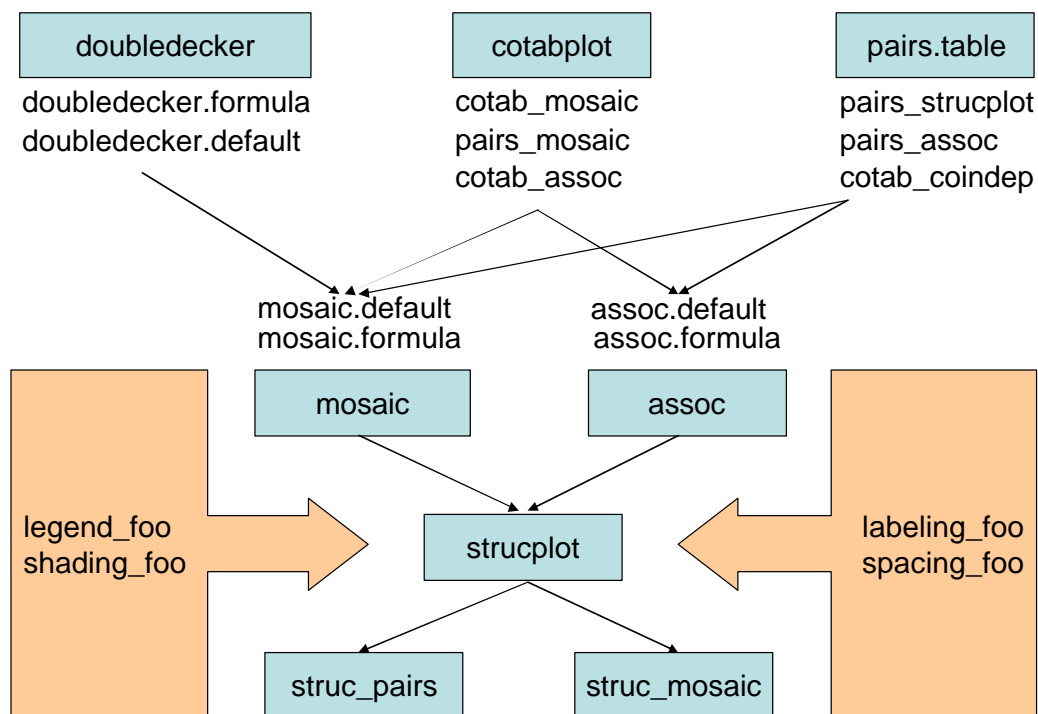 doubledecker
cotabplot
pairs.table
doubledecker.formula
doubledecker.default
cotab_mosaic
pairs_mosaic
cotab_assoc
pairs_strucplot
pairs_assoc
cotab_coindep
mosaic.default
mosaic.formula
assoc.default
assoc.formula
mosaic
assoc
legend_foo
shading_foo
strucplot
labeling_foo
spacing_foo
struc_pairs
struc_mosaic